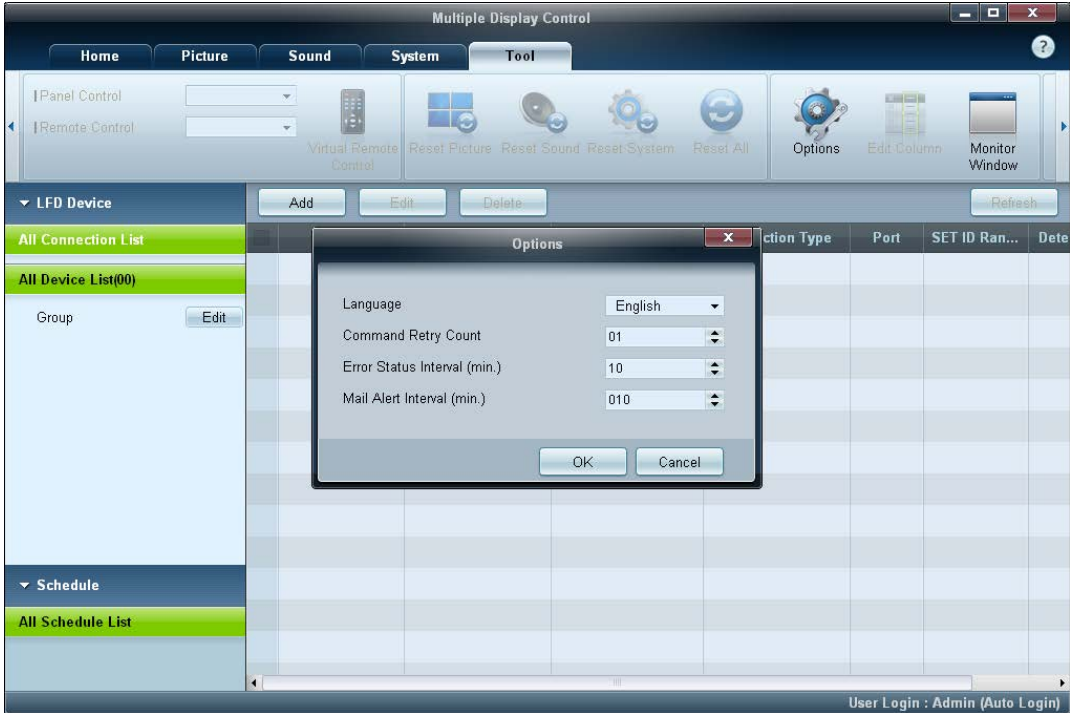 Multiple Display Control
Home Picture Sound System Tool
Panel Control
Remote Control
Virtual Remote Control
Reset Picture
Reset Sound
Reset System
Reset All
Options
Edit Column
Monitor Window
LFD Device
Add Edit Delete Refresh
All Connection List
ction Type Port SET ID Ran... Dete
All Device List(00)
Group Edit
Options
Language English
Command Retry Count 01
Error Status Interval (min.) 10
Mail Alert Interval (min.) 010
OK Cancel
Schedule
All Schedule List
User Login : Admin (Auto Login)